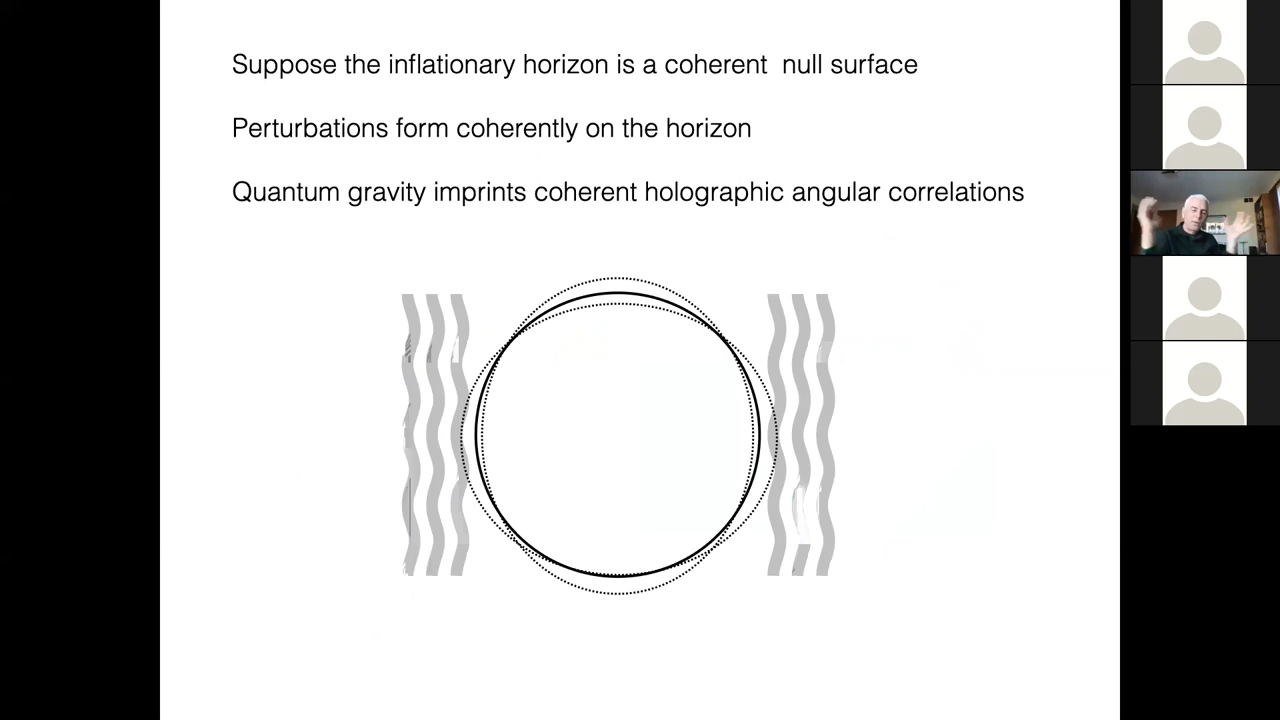 Suppose the inflationary horizon is a coherent  null surface
Perturbations form coherently on the horizon
Quantum gravity imprints coherent holographic angular correlations